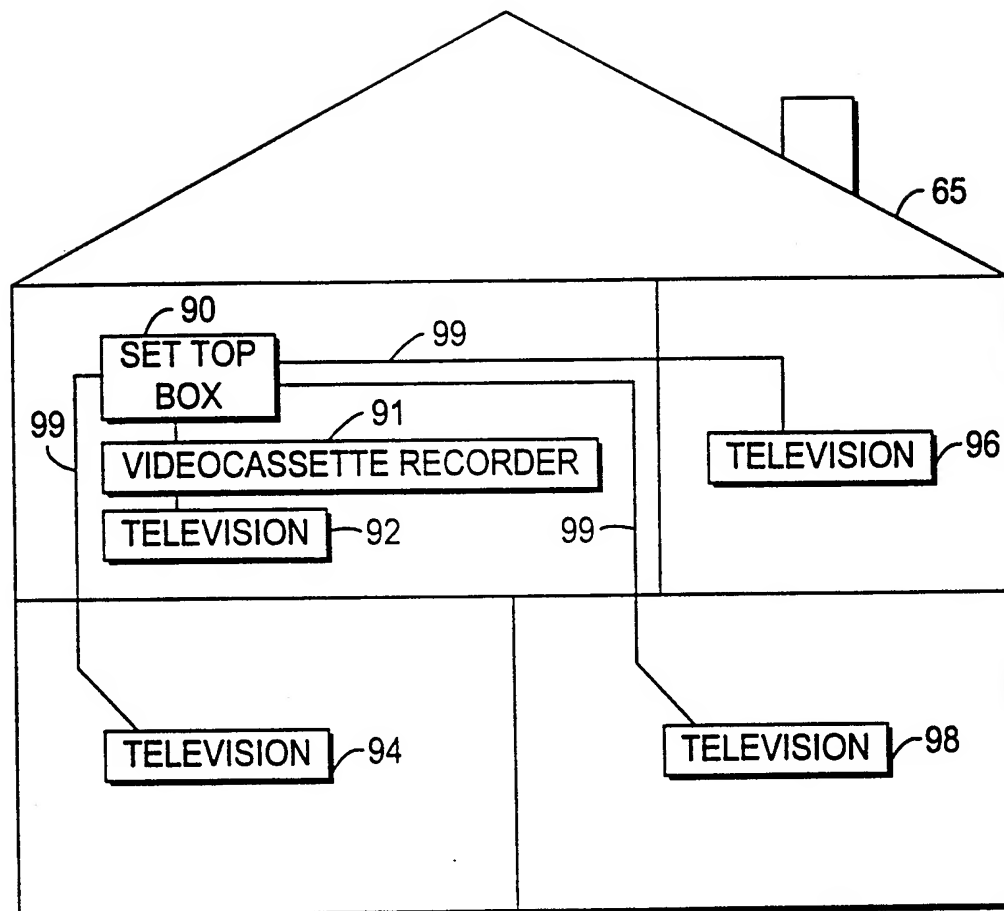 65
90
SET TOP
BOX
99
99
91
VIDEOCASSETTE RECORDER
TELEVISION
92
99
TELEVISION
96
TELEVISION
94
TELEVISION
98